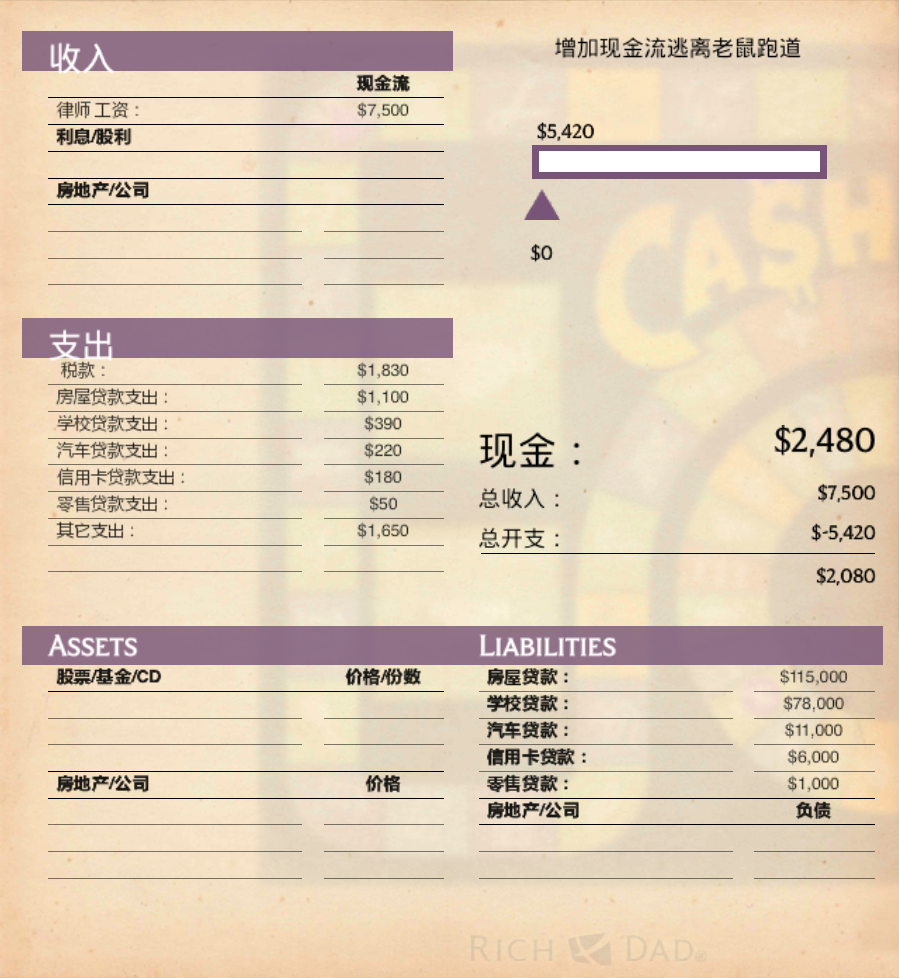 收入
现金流
律师 工资： $7,500
利息/股利
房地产/公司
增加现金流逃离老鼠跑道
$5,420
$0
支出
税款： $1,830
房屋贷款支出： $1,100
学校贷款支出： $390
汽车贷款支出： $220
信用卡贷款支出： $180
零售贷款支出： $50
其它支出： $1,650
现金： $2,480
总收入： $7,500
总开支： $-5,420
$2,080
ASSETS
股票/基金/CD 价格/份数
房地产/公司 价格
LIABILITIES
房屋贷款： $115,000
学校贷款： $78,000
汽车贷款： $11,000
信用卡贷款： $6,000
零售贷款： $1,000
房地产/公司 负债
CASH
RICH DAD®